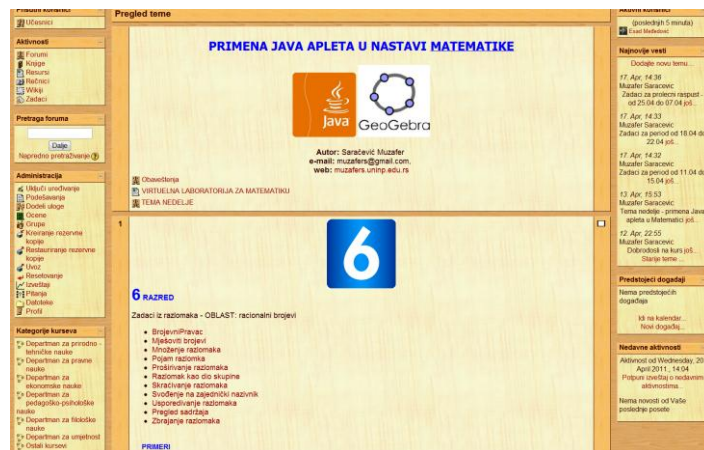 Prisutni korisnici
Učesnici
Aktivnosti
Forumi
Knjige
Resursi
Rečnici
Wikiji
Zadaci
Pretraga foruma
Dalje
Napredno pretraživanje
Administracija
Uključi uređivanje
Podešavanja
Dodeli uloge
Ocene
Grupe
Kreiranje rezervne
kopije
Restauriranje rezervne
kopije
Uvoz
Resetovanje
Izveštaji
Pitanja
Datoteke
Profil
Kategorije kurseva
Departman za prirodno -
tehničke nauke
Departman za pravne
nauke
Departman za
ekonomske nauke
Departman za
pedagoško-psihološke
nauke
Departman za filološke
nauke
Departman za umjetnost
Ostali kursevi
Pregled teme
PRIMENA JAVA APLETA U NASTAVI MATEMATIKE
Java
GeoGebra
Autor: Saračević Muzafer
e-mail: muzafers@gmail.com.
web: muzafers.uninp.edu.rs
Obaveštenja
VIRTUELNA LABORATORIJA ZA MATEMATIKU
TEMA NEDELJE
1
6
6 RAZRED
Zadaci iz razlomaka - OBLAST: racionalni brojevi
BrojevniPravac
Mješoviti brojevi
Množenje razlomaka
Pojam razlomka
Proširivanje razlomaka
Razlomak kao dio skupine
Skraćivanje razlomaka
Svođenje na zajednički nazivnik
Uspoređivanje razlomaka
Pregled sadržaja
Zbrajanje razlomaka
PRIMERI
Aktivni korisnici
(poslednjih 5 minuta)
Esad Međedović
Najnovije vesti
Dodajte novu temu...
17. Apr, 14:36
Muzafer Saracevic
Zadaci za prolecni raspust -
od 25.04 do 07.04 još...
17. Apr, 14:33
Muzafer Saracevic
Zadaci za period od 18.04 do
22.04 još...
17. Apr, 14:32
Muzafer Saracevic
Zadaci za period od 11.04 do
15.04 još...
13. Apr, 15:53
Muzafer Saracevic
Tema nedelje - primena Java
apleta u Matematici još...
12. Apr, 22:55
Muzafer Saracevic
Dobrodosli na kurs još...
Starije teme ...
Predstojeći događaji
Nema predstojećih
događaja
Idi na kalendar...
Novi događaj...
Nedavne aktivnosti
Aktivnost od Wednesday, 20
April 2011, 14:04
Potpuni izveštaj o nedavnim
aktivnostima...
Nema novosti od Vaše
poslednje posete